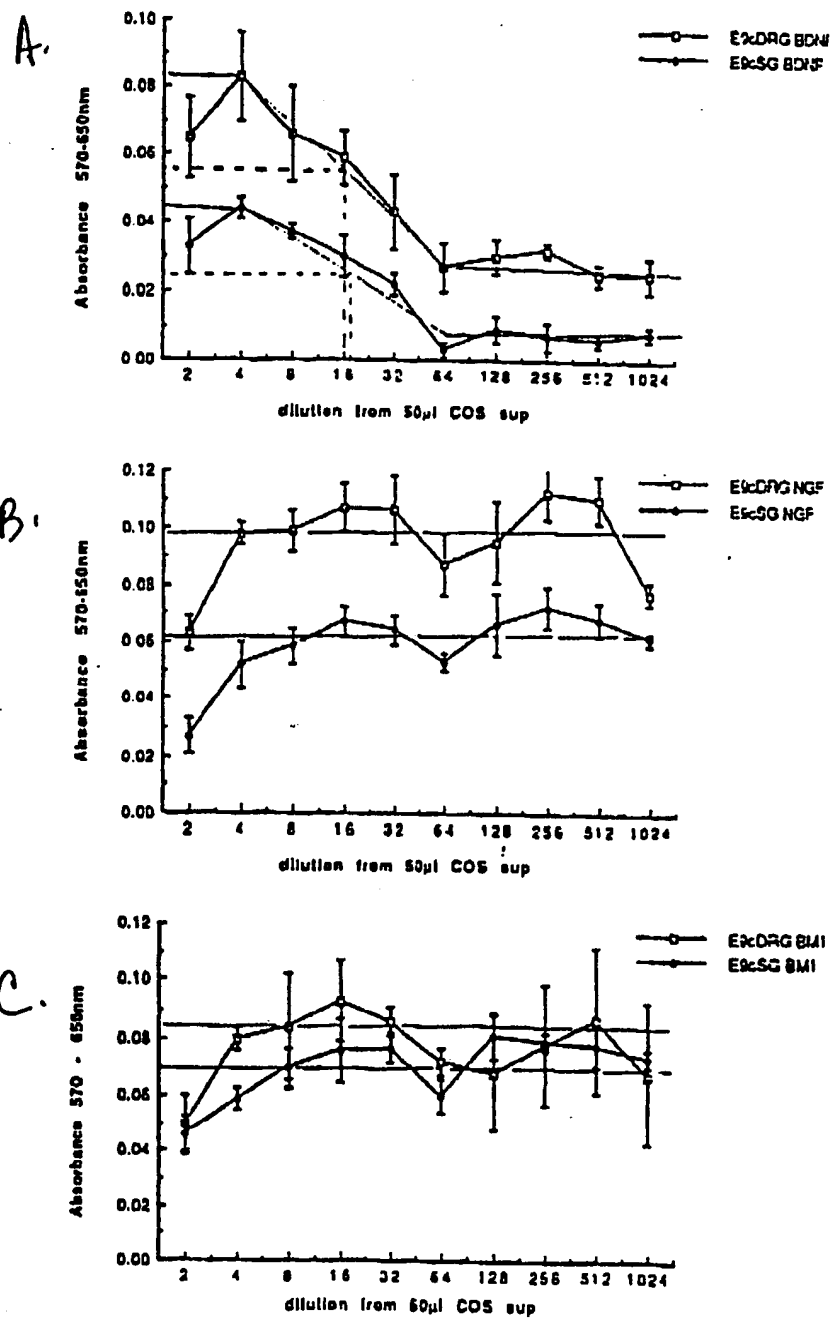 A.
E9cDRG BDNF
E9cSG BDNF
Absorbance 570-650nm
0.10
0.08
0.06
0.04
0.02
0.00
2 4 8 16 32 64 128 256 512 1024
dilution from 50µl COS sup
B.
E9cDRG NGF
E9cSG NGF
Absorbance 570-650nm
0.12
0.10
0.08
0.06
0.04
0.02
0.00
2 4 8 16 32 64 128 256 512 1024
dilution from 50µl COS sup
C.
E9cDRG BM1
E9cSG BM1
Absorbance 570 - 650nm
0.12
0.10
0.08
0.06
0.04
0.02
0.00
2 4 8 16 32 64 128 256 512 1024
dilution from 50µl COS sup